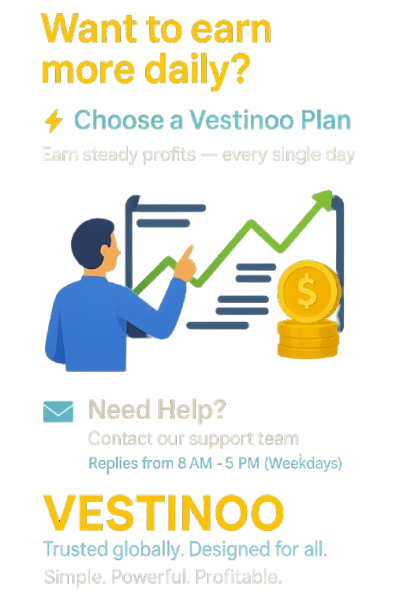 Want to earn
more daily?
Choose a Vestinoo Plan
Earn steady profits — every single day
$
Need Help?
Contact our support team
Replies from 8 AM - 5 PM (Weekdays)
VESTINOO
Trusted globally. Designed for all.
Simple. Powerful. Profitable.